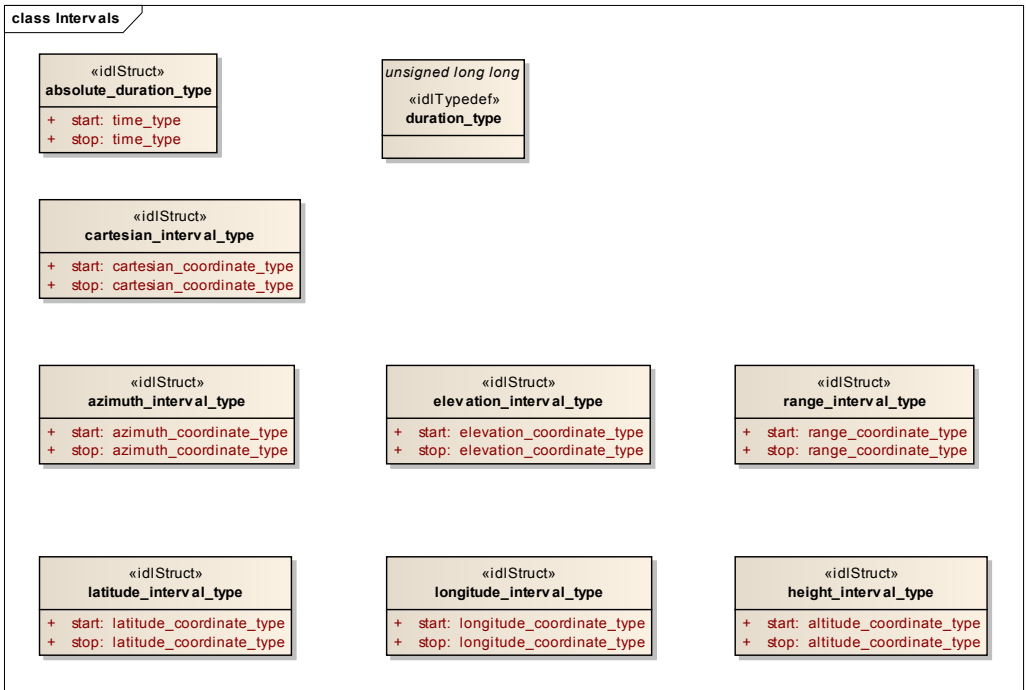 class Intervals
«idlStruct»
absolute_duration_type
+ start: time_type
+ stop: time_type
unsigned long long
«idlTypedef»
duration_type
«idlStruct»
cartesian_interval_type
+ start: cartesian_coordinate_type
+ stop: cartesian_coordinate_type
«idlStruct»
azimuth_interval_type
+ start: azimuth_coordinate_type
+ stop: azimuth_coordinate_type
«idlStruct»
elevation_interval_type
+ start: elevation_coordinate_type
+ stop: elevation_coordinate_type
«idlStruct»
range_interval_type
+ start: range_coordinate_type
+ stop: range_coordinate_type
«idlStruct»
latitude_interval_type
+ start: latitude_coordinate_type
+ stop: latitude_coordinate_type
«idlStruct»
longitude_interval_type
+ start: longitude_coordinate_type
+ stop: longitude_coordinate_type
«idlStruct»
height_interval_type
+ start: altitude_coordinate_type
+ stop: altitude_coordinate_type